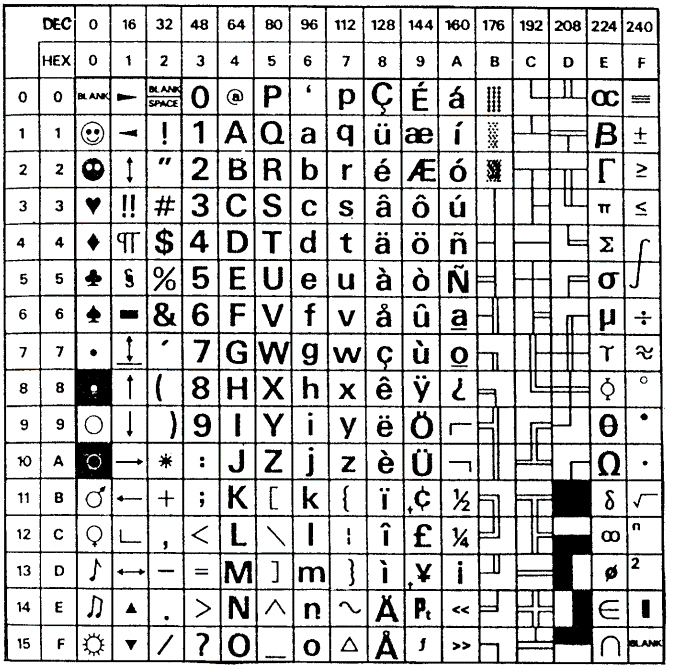 DEC 0 16 32 48 64 80 96 112 128 144 160 176 192 208 224 240
HEX 0 1 2 3 4 5 6 7 8 9 A B C D E F
0 0 BLANK ► BLANK SPACE 0 @ P ‘ p Ç É á ░ └ ╨ ∝ ≡
1 1 ☺ ◄ ! 1 A Q a q ü æ í ▒ ┴ ╤ β ±
2 2 ☻ ↕ " 2 B R b r é Æ ó ▓ ┬ ╥ Γ ≥
3 3 ♥ ‼ # 3 C S c s â ô ú │ ├ ╙ π ≤
4 4 ♦ ¶ $ 4 D T d t ä ö ñ ┤ ─ ╘ Σ ⌠
5 5 ♣ § % 5 E U e u à ò Ñ ╡ ┼ ╒ σ ⌡
6 6 ♠ ▬ & 6 F V f v å û a ╢ ╞ ╓ µ ÷
7 7 • ↨ ´ 7 G W g w ç ù o ╖ ╟ ╫ ϒ ≈
8 8 ◘ ↑ ( 8 H X h x ê ÿ ¿ ╕ ╚ ╪ ϕ °
9 9 ○ ↓ ) 9 I Y i y ë Ö ⌐ ╣ ╔ ┘ θ •
10 A ◙ → * : J Z j z è Ü ¬ ║ ╩ ┌ Ω ·
11 B ♂ ← + ; K [ k { ï ¢ ½ ╗ ╦ █ δ √
12 C ♀ ∟ , < L \ l ¦ î £ ¼ ╝ ╠ ▄ ∞ n
13 D ♪ ↔ – = M ] m } ì ¥ ¡ ╜ ═ ▌ ø 2
14 E ♫ ▲ . > N ^ n ~ Ä Pt << ╛ ╬ ▐ ∈ ▮
15 F ☼ ▼ / ? O _ o △ Å ƒ >> ┐ ╧ ▀ ∩ BLANK